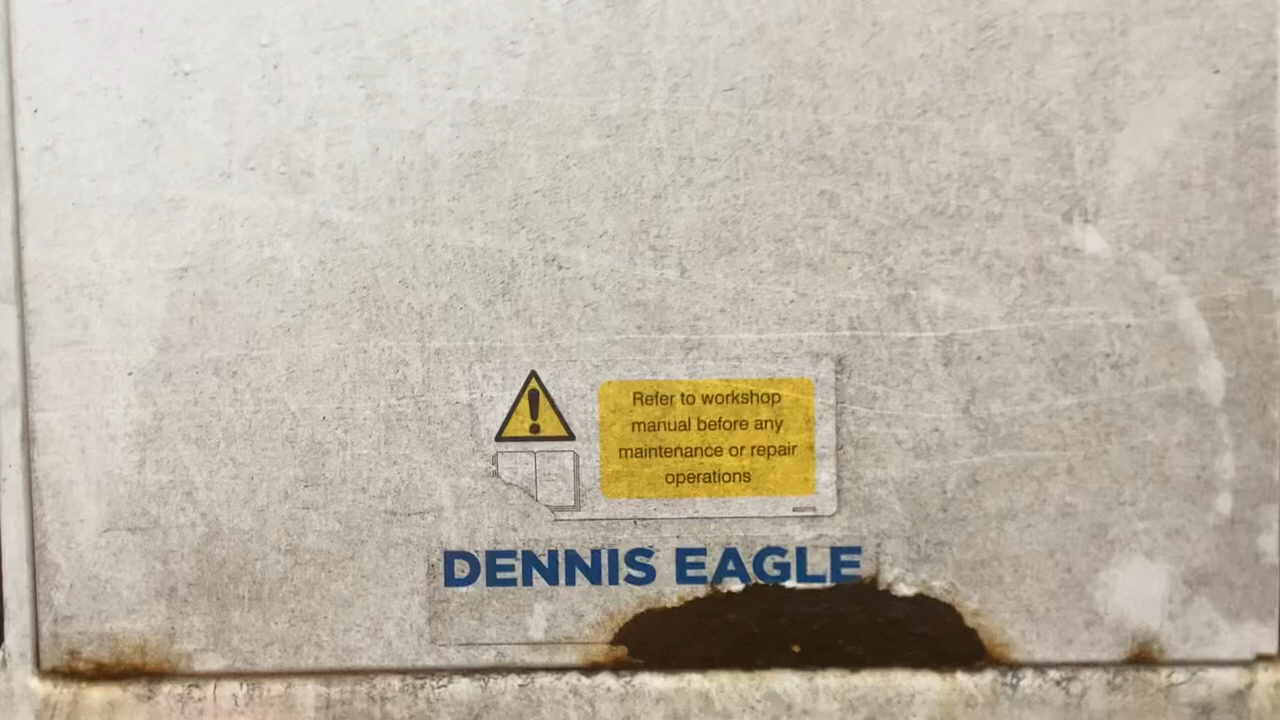 Refer to workshop
manual before any
maintenance or repair
operations
DENNIS EAGLE